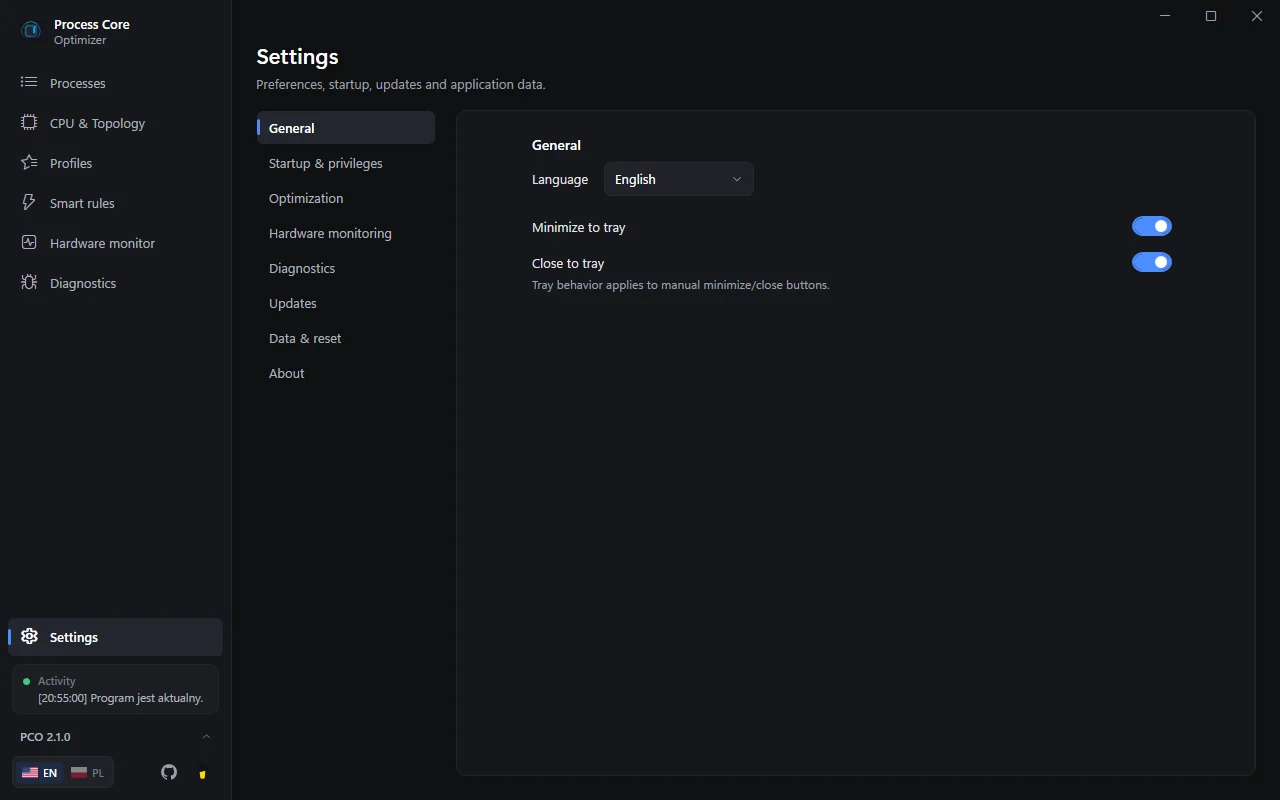 Process Core
Optimizer
Processes
CPU & Topology
Profiles
Smart rules
Hardware monitor
Diagnostics
Settings
Activity
[20:55:00] Program jest aktualny.
PCO 2.1.0
EN PL
Settings
Preferences, startup, updates and application data.
General
Startup & privileges
Optimization
Hardware monitoring
Diagnostics
Updates
Data & reset
About
General
Language English
Minimize to tray
Close to tray
Tray behavior applies to manual minimize/close buttons.